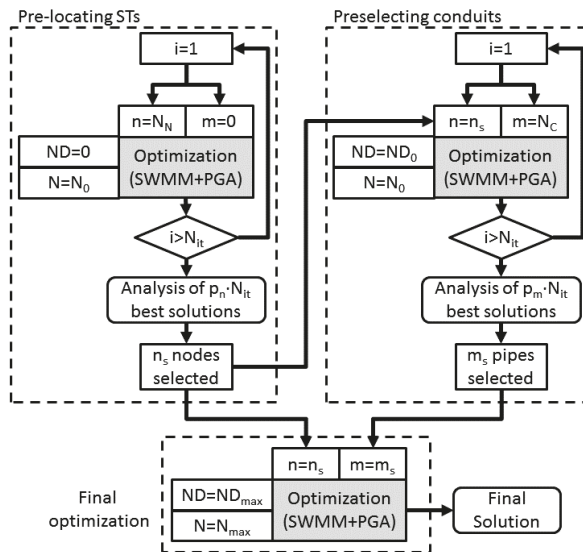 Pre-locating STs
i=1
n=N_N
m=0
ND=0
N=N_0
Optimization
(SWMM+PGA)
i>N_it
Analysis of p_n·N_it
best solutions
n_s nodes
selected
Preselecting conduits
i=1
n=n_s
m=N_C
ND=ND_0
N=N_0
Optimization
(SWMM+PGA)
i>N_it
Analysis of p_m·N_it
best solutions
m_s pipes
selected
Final
optimization
n=n_s
m=m_s
ND=ND_max
N=N_max
Optimization
(SWMM+PGA)
Final
Solution